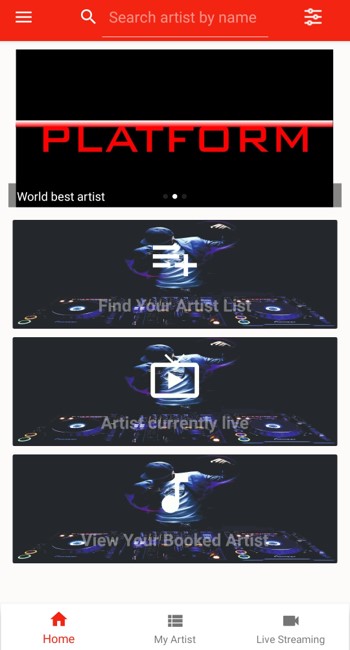 Search artist by name
PLATFORM
World best artist
Find Your Artist List
Artist currently live
View Your Booked Artist
Home
My Artist
Live Streaming